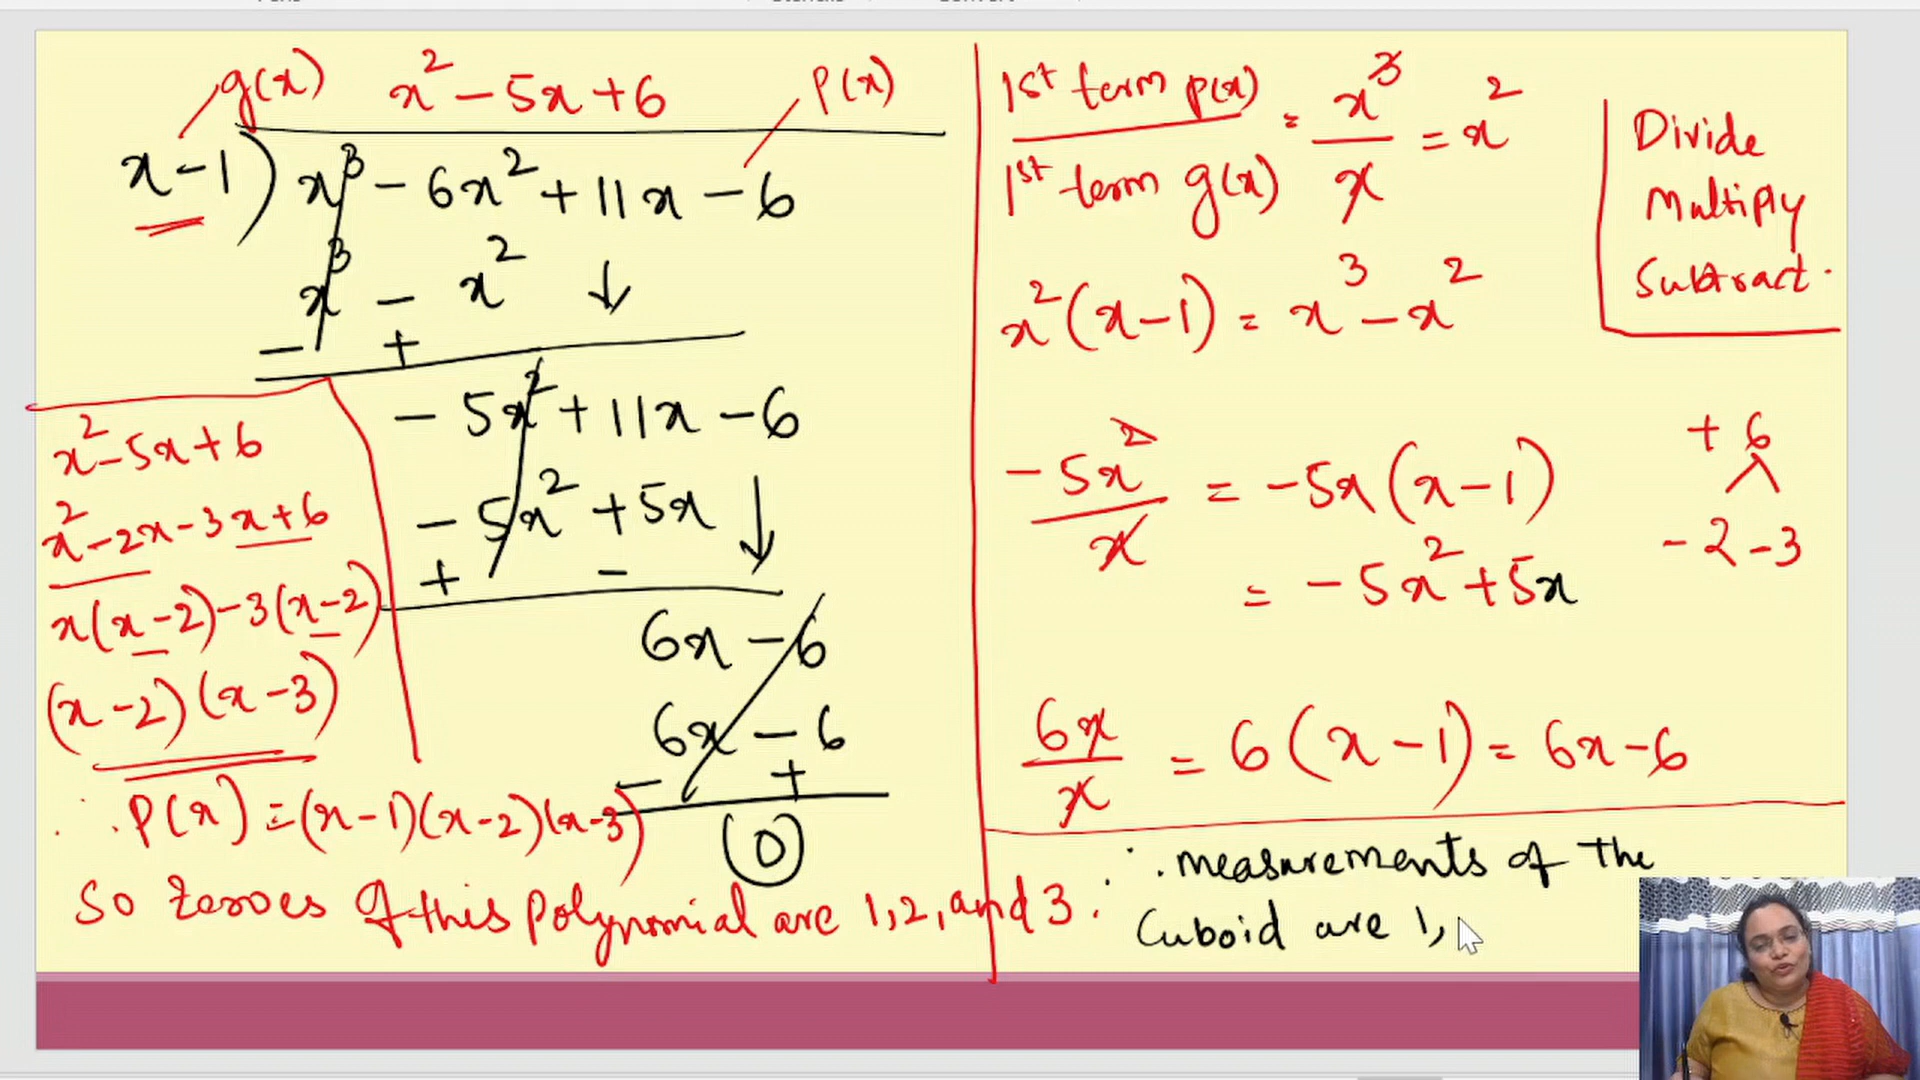 g(x) x² - 5x + 6 p(x)
x - 1 ) x³ - 6x² + 11x - 6
x³ - x² ↓
- +
- 5x² + 11x - 6
- 5x² + 5x ↓
+ -
6x - 6
6x - 6
- +
0
x² - 5x + 6
x² - 2x - 3x + 6
x(x - 2) - 3(x - 2)
(x - 2)(x - 3)
∴ P(x) = (x - 1)(x - 2)(x - 3)
So zeroes of this polynomial are 1, 2, and 3.
1st term p(x) / 1st term g(x) = x³ / x = x²
x²(x - 1) = x³ - x²
-5x² / x = -5x(x - 1)
= -5x² + 5x
6x / x = 6(x - 1) = 6x - 6
Divide
Multiply
Subtract.
+ 6
- 2 - 3
∴ measurements of the
Cuboid are 1,